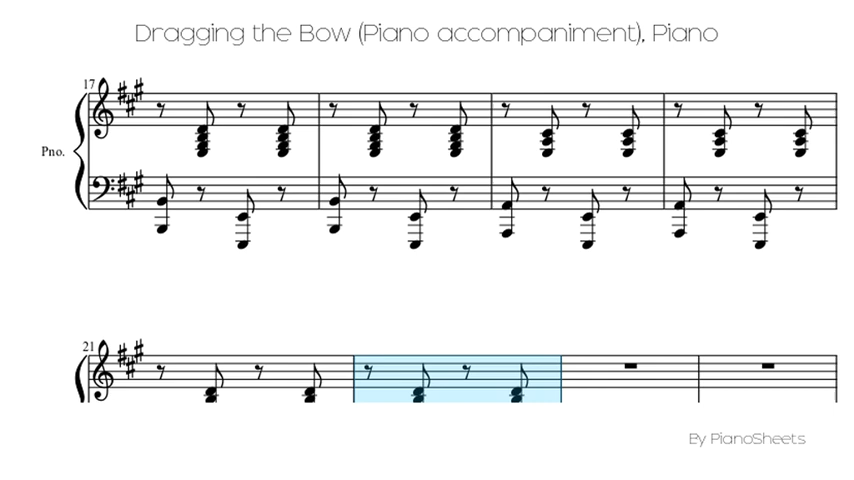 Dragging the Bow (Piano accompaniment), Piano
17
Pno.
21
By PianoSheets